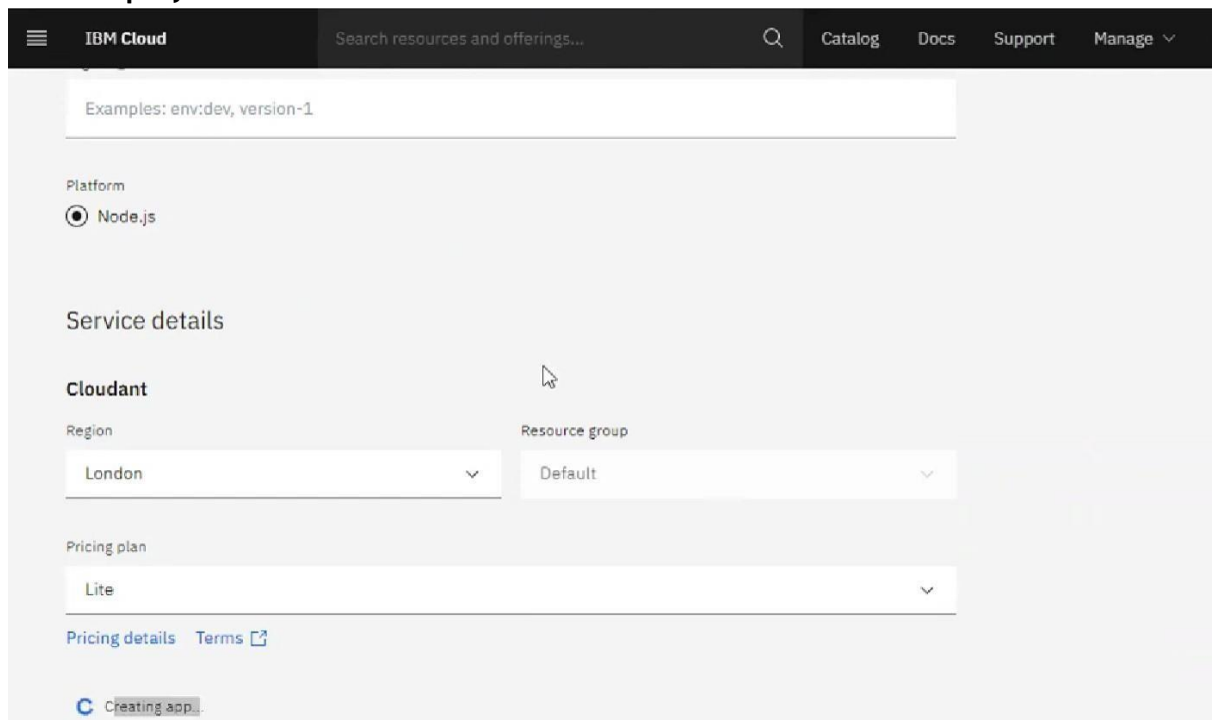 IBM Cloud Search resources and offerings... Catalog Docs Support Manage
Examples: env:dev, version-1
Platform
Node.js
Service details
Cloudant
Region Resource group
London Default
Pricing plan
Lite
Pricing details Terms
Creating app...